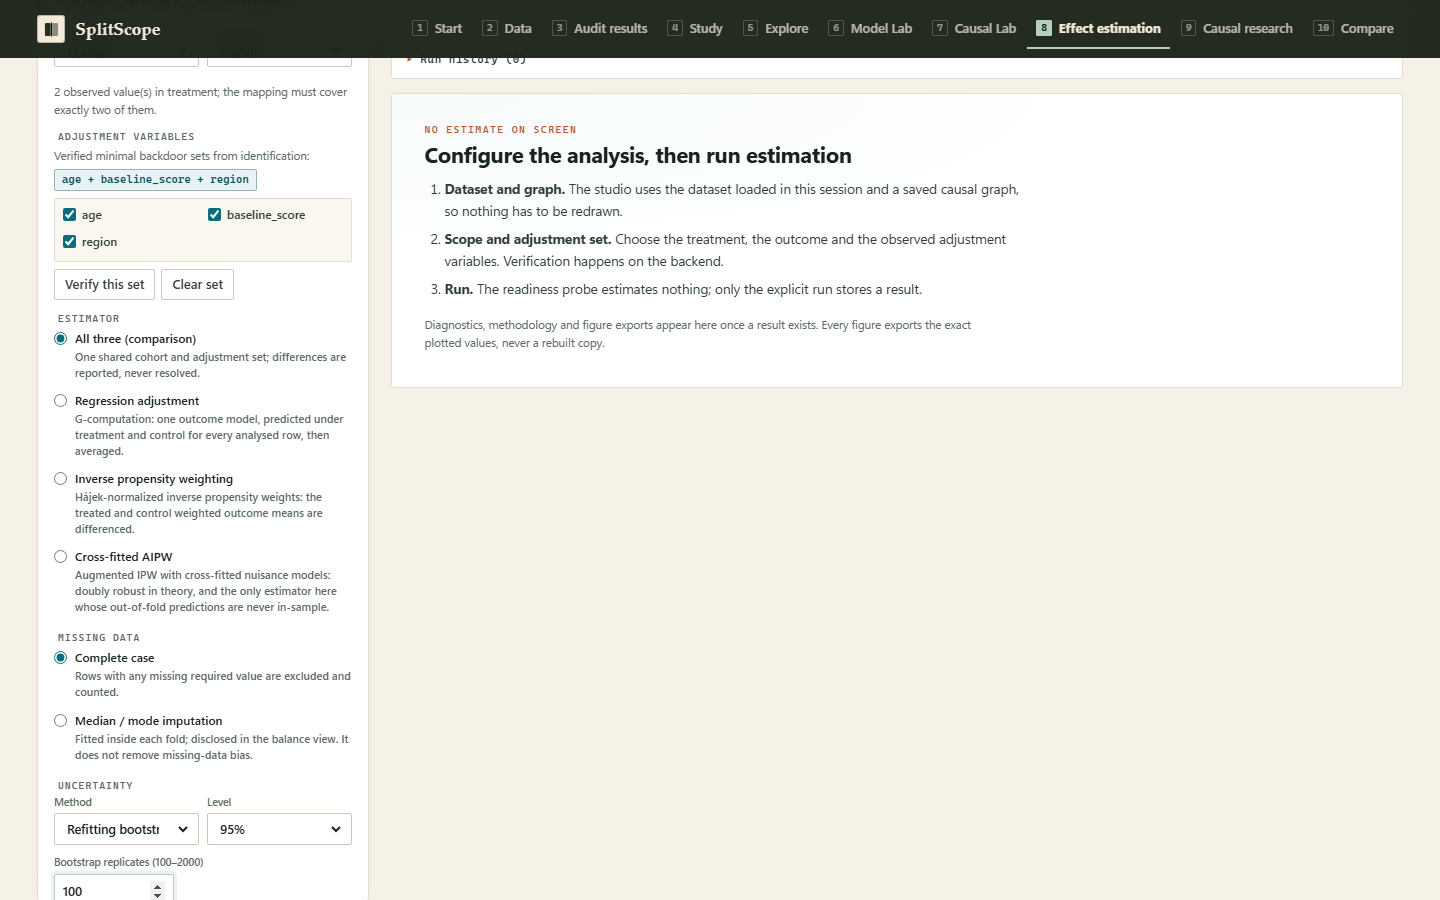 SplitScope
1 Start
2 Data
3 Audit results
4 Study
5 Explore
6 Model Lab
7 Causal Lab
8 Effect estimation
9 Causal research
10 Compare
2 observed value(s) in treatment; the mapping must cover
exactly two of them.
ADJUSTMENT VARIABLES
Verified minimal backdoor sets from identification:
age + baseline_score + region
age
baseline_score
region
Verify this set
Clear set
ESTIMATOR
All three (comparison)
One shared cohort and adjustment set; differences are
reported, never resolved.
Regression adjustment
G-computation: one outcome model, predicted under
treatment and control for every analysed row, then
averaged.
Inverse propensity weighting
Hájek-normalized inverse propensity weights: the
treated and control weighted outcome means are
differenced.
Cross-fitted AIPW
Augmented IPW with cross-fitted nuisance models:
doubly robust in theory, and the only estimator here
whose out-of-fold predictions are never in-sample.
MISSING DATA
Complete case
Rows with any missing required value are excluded and
counted.
Median / mode imputation
Fitted inside each fold; disclosed in the balance view. It
does not remove missing-data bias.
UNCERTAINTY
Method
Level
Refitting bootstr
95%
Bootstrap replicates (100–2000)
100
Run history (0)
NO ESTIMATE ON SCREEN
Configure the analysis, then run estimation
1. Dataset and graph. The studio uses the dataset loaded in this session and a saved causal graph,
so nothing has to be redrawn.
2. Scope and adjustment set. Choose the treatment, the outcome and the observed adjustment
variables. Verification happens on the backend.
3. Run. The readiness probe estimates nothing; only the explicit run stores a result.
Diagnostics, methodology and figure exports appear here once a result exists. Every figure exports the exact
plotted values, never a rebuilt copy.